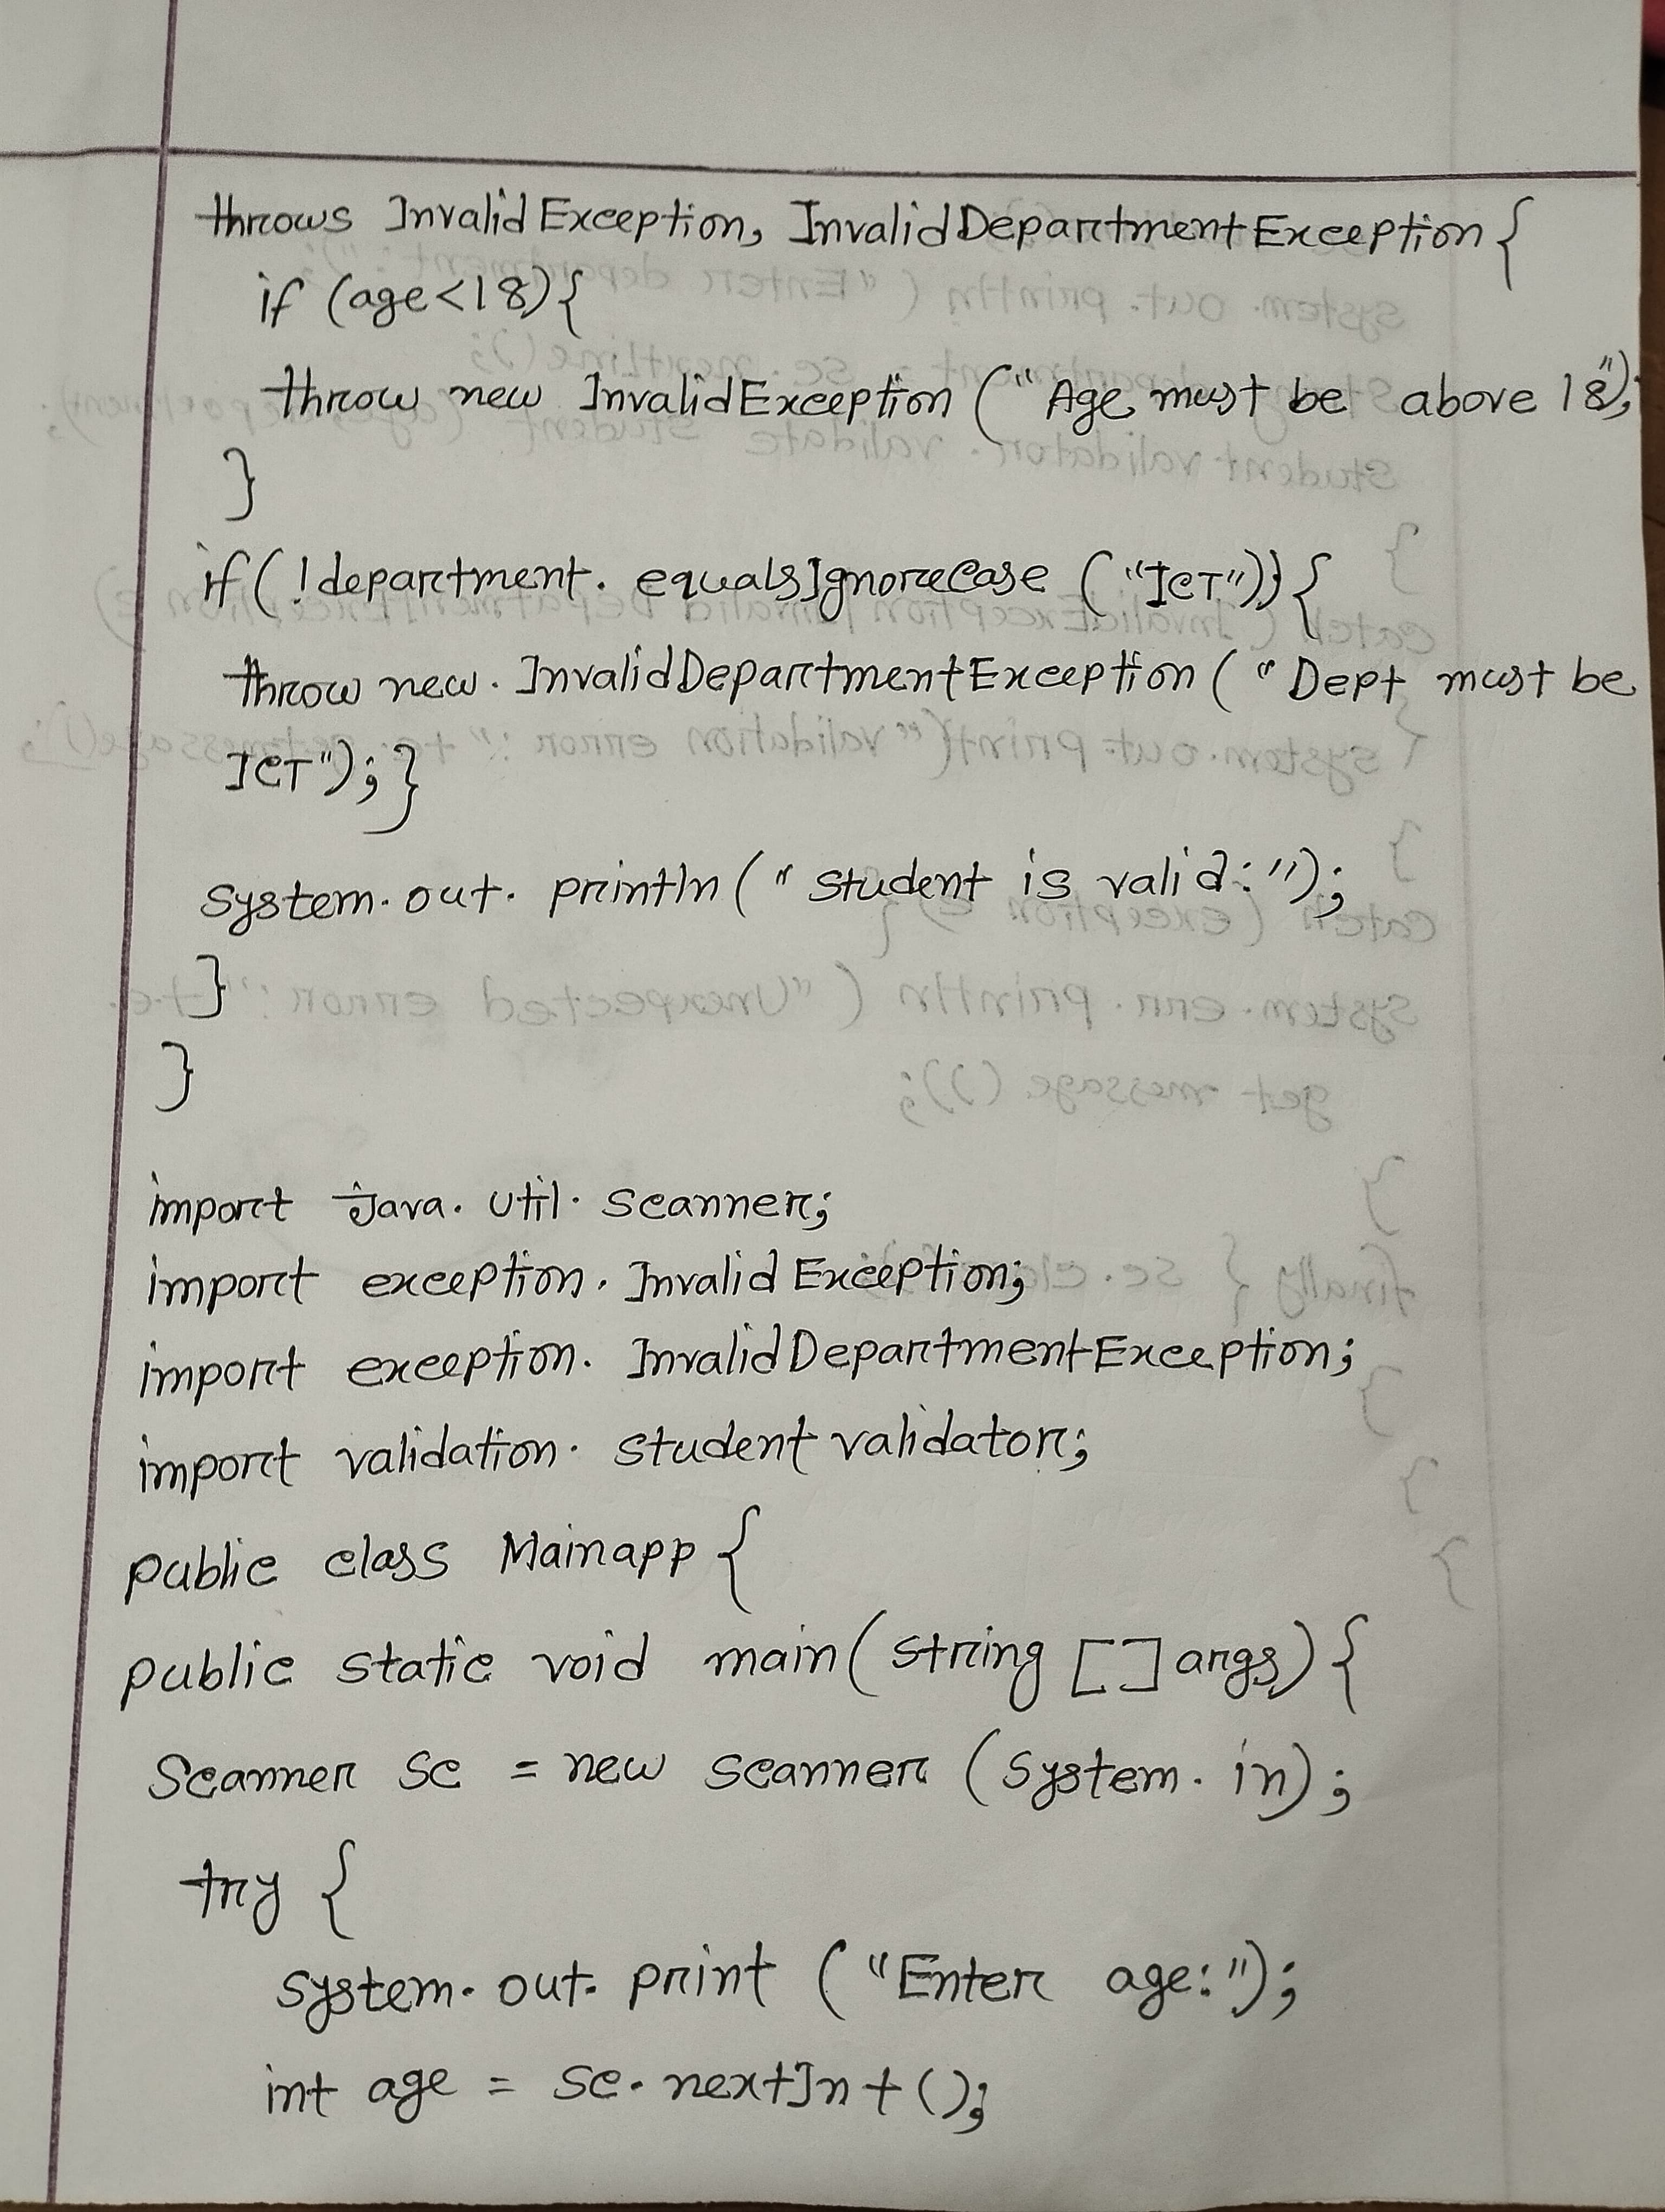 throws InvalidException, InvalidDepartmentException {
if (age<18){
throw new InvalidException ("Age must be above 18");
}
if(!department. equalsIgnoreCase ("ICT")){
throw new. InvalidDepartmentException ("Dept must be
ICT");}
system.out. println ("student is valid:");
}
}
import java. util. scanner;
import exception. InvalidException;
import exception. InvalidDepartmentException;
import validation. student validator;
public class Mainapp {
public static void main(string [] args){
Scanner sc = new scanner (system. in);
try {
system.out. print ("Enter age:");
int age = sc. nextInt();